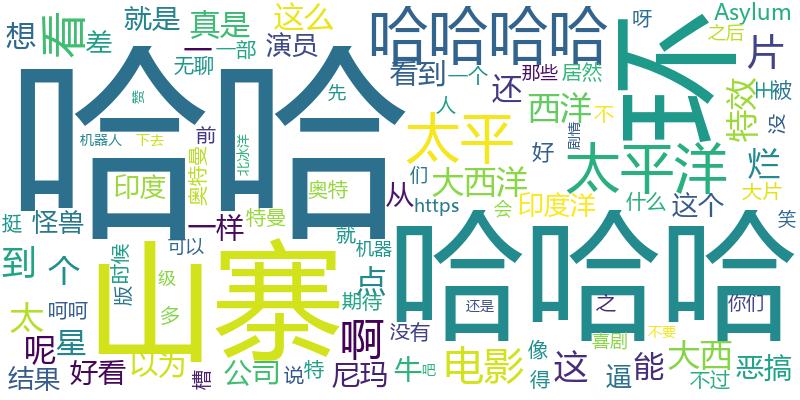 想
看
差
就是
一
真是
一部
无聊
这么
演员
哈哈哈哈
看到
一个
那些
居然
还
呀
Asylum
之后
片
王
被
哈哈
环
特效
没
烂
先
人
西洋
不
剧情
太平
好
太平洋
大片
机器人
下去
前
奥特曼
北冰洋
印度
奥特
们
从
大西洋
https
会
印度洋
什么
这个
笑
挺
怪兽
一样
特曼
就
机器
到
个
版
时候
可以
级
山寨
点
哈哈哈
还是
之
你们
太
呵呵
多
期待
啊
没有
喜剧
不要
呢
星
结果
好看
以为
槽
公司
说
特
尼玛
牛
吧
电影
像
得
这
逼
能
大西
不过
恶搞